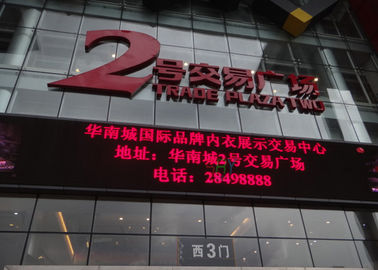 2号交易广场
TRADE PLAZA TWO
华南城国际品牌内衣展示交易中心
地址：华南城2号交易广场
电话：28498888
西3门